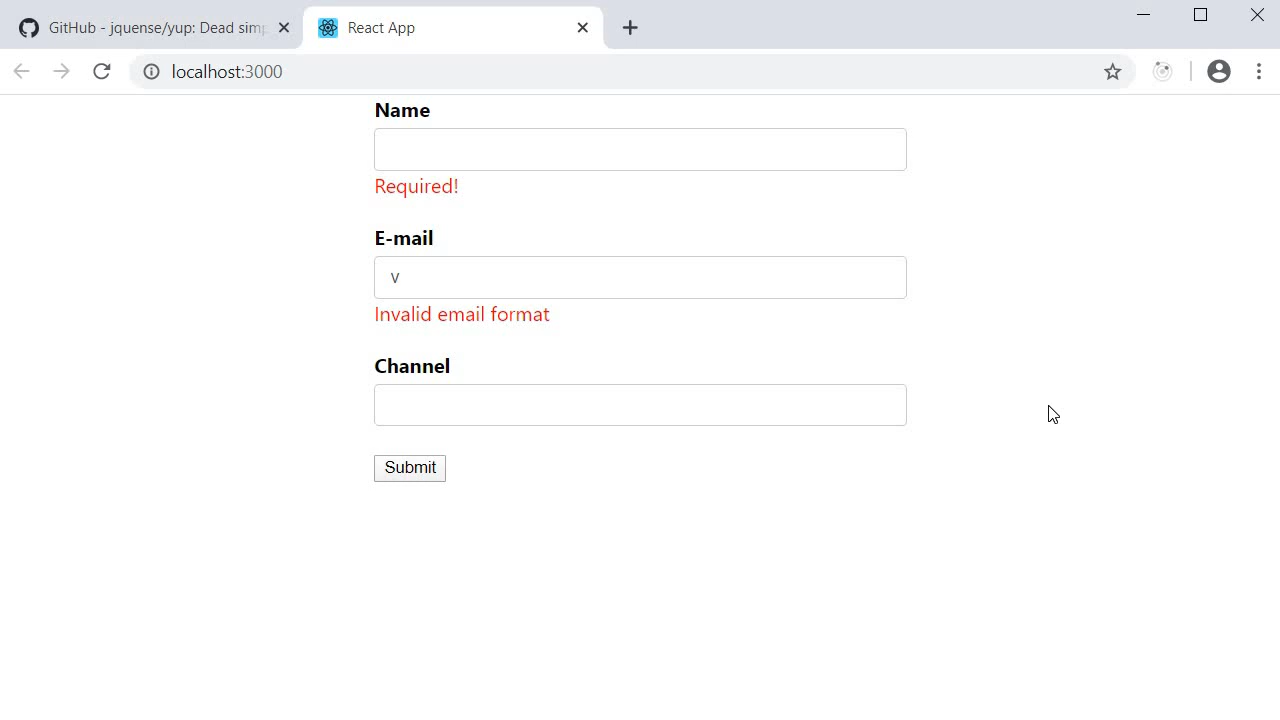 GitHub - jquense/yup: Dead simp
React App
localhost:3000
Name
Required!
E-mail
v
Invalid email format
Channel
Submit